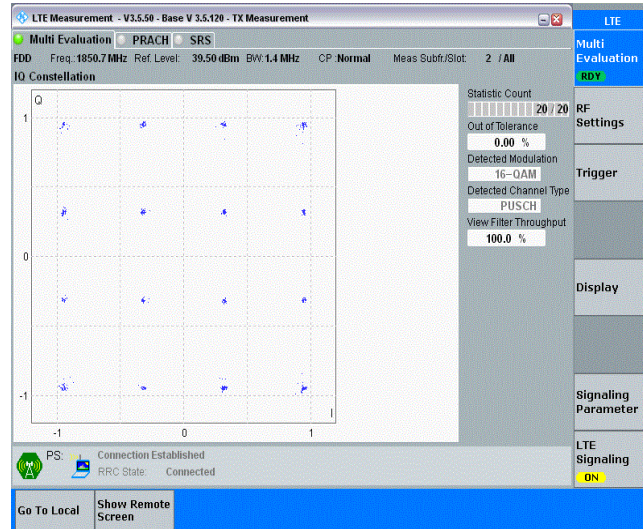 LTE Measurement - V3.5.50 - Base V 3.5.120 - TX Measurement
LTE
Multi Evaluation PRACH SRS
FDD Freq.: 1850.7 MHz Ref. Level: 39.50 dBm BW: 1.4 MHz CP : Normal Meas Subfr./Slot: 2 / All
IQ Constellation
Q
1
0
-1
-1
0
1
I
Statistic Count
20 / 20
Out of Tolerance
0.00 %
Detected Modulation
16-QAM
Detected Channel Type
PUSCH
View Filter Throughput
100.0 %
Multi
Evaluation
RDY
RF
Settings
Trigger
Display
Signaling
Parameter
LTE
Signaling
ON
PS: Connection Established
RRC State: Connected
Go To Local
Show Remote
Screen